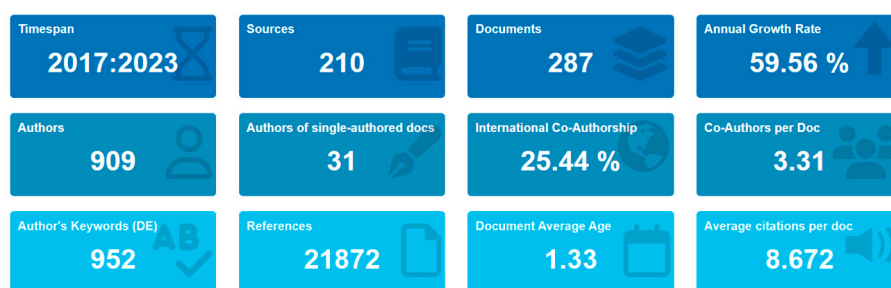 Timespan
2017:2023
Sources
210
Documents
287
Annual Growth Rate
59.56 %
Authors
909
Authors of single-authored docs
31
International Co-Authorship
25.44 %
Co-Authors per Doc
3.31
Author's Keywords (DE)
952
AB
References
21872
Document Average Age
1.33
Average citations per doc
8.672